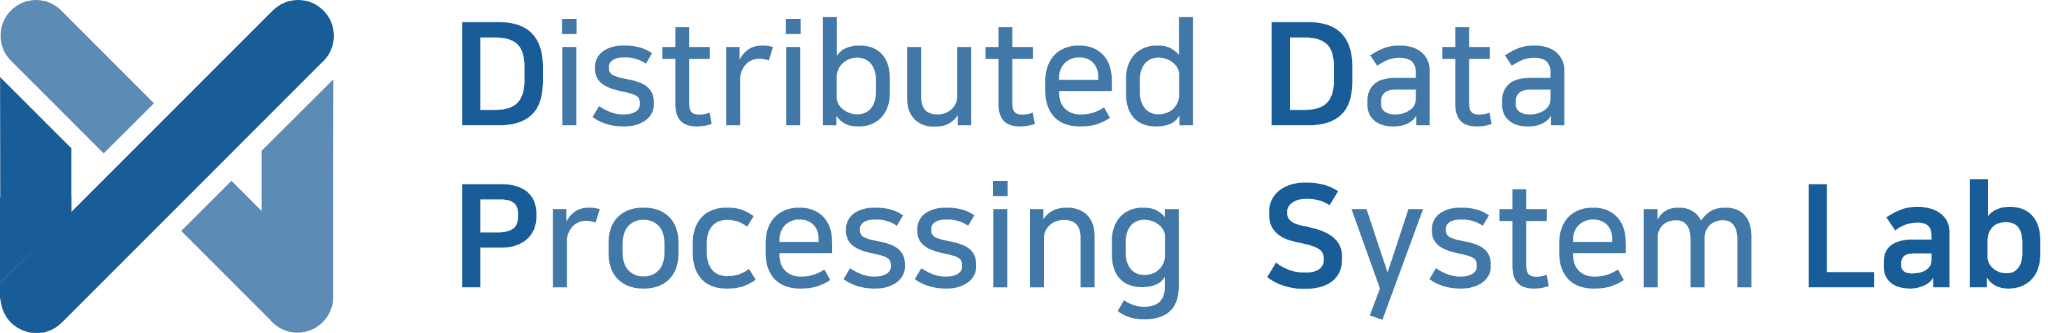 Distributed Data
Processing System Lab